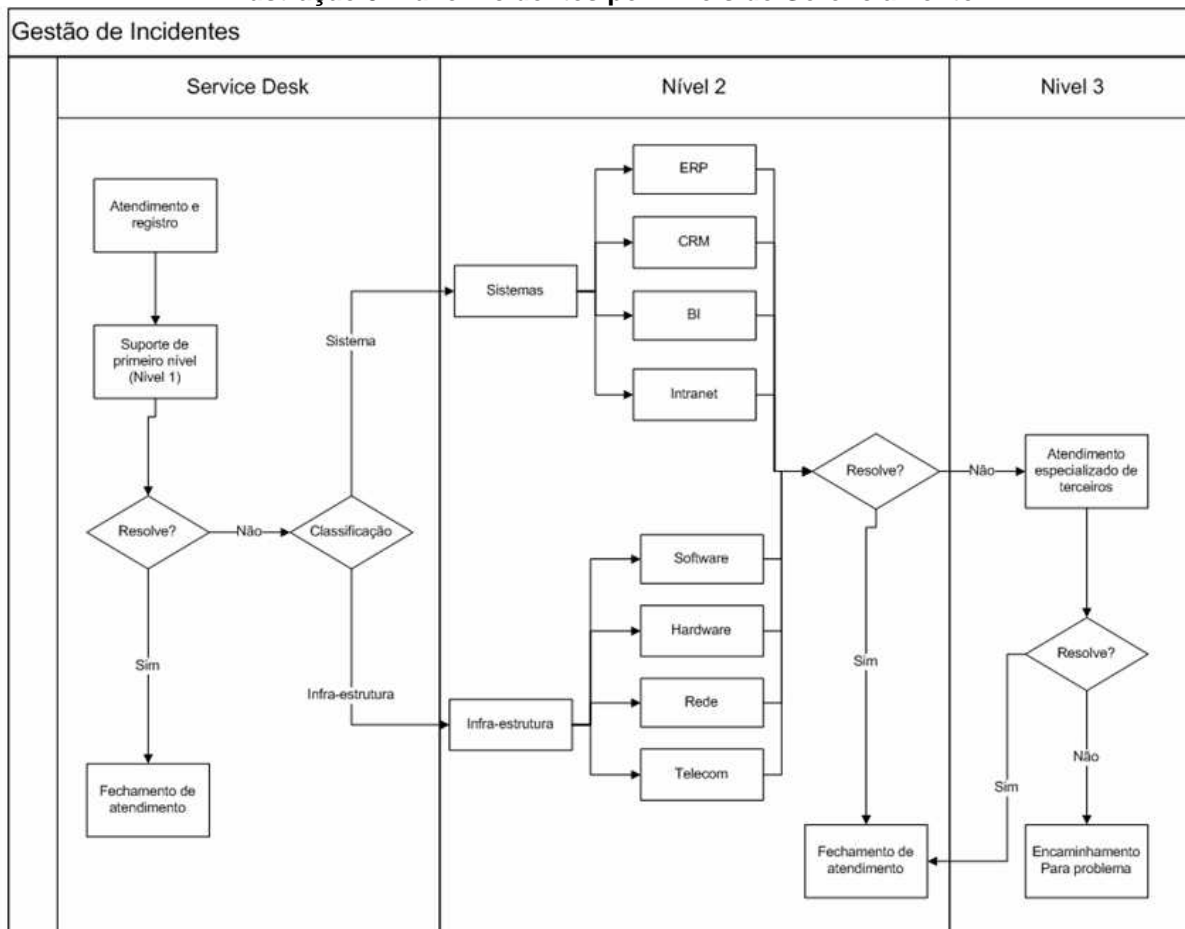 Gestão de Incidentes
Service Desk
Nível 2
Nivel 3
Atendimento e
registro
Suporte de
primeiro nível
(Nivel 1)
Resolve?
Não
Classificação
Sim
Fechamento de
atendimento
Sistema
Infra-estrutura
Sistemas
ERP
CRM
BI
Intranet
Infra-estrutura
Software
Hardware
Rede
Telecom
Resolve?
Não
Sim
Fechamento de
atendimento
Atendimento
especializado de
terceiros
Resolve?
Sim
Não
Encaminhamento
Para problema